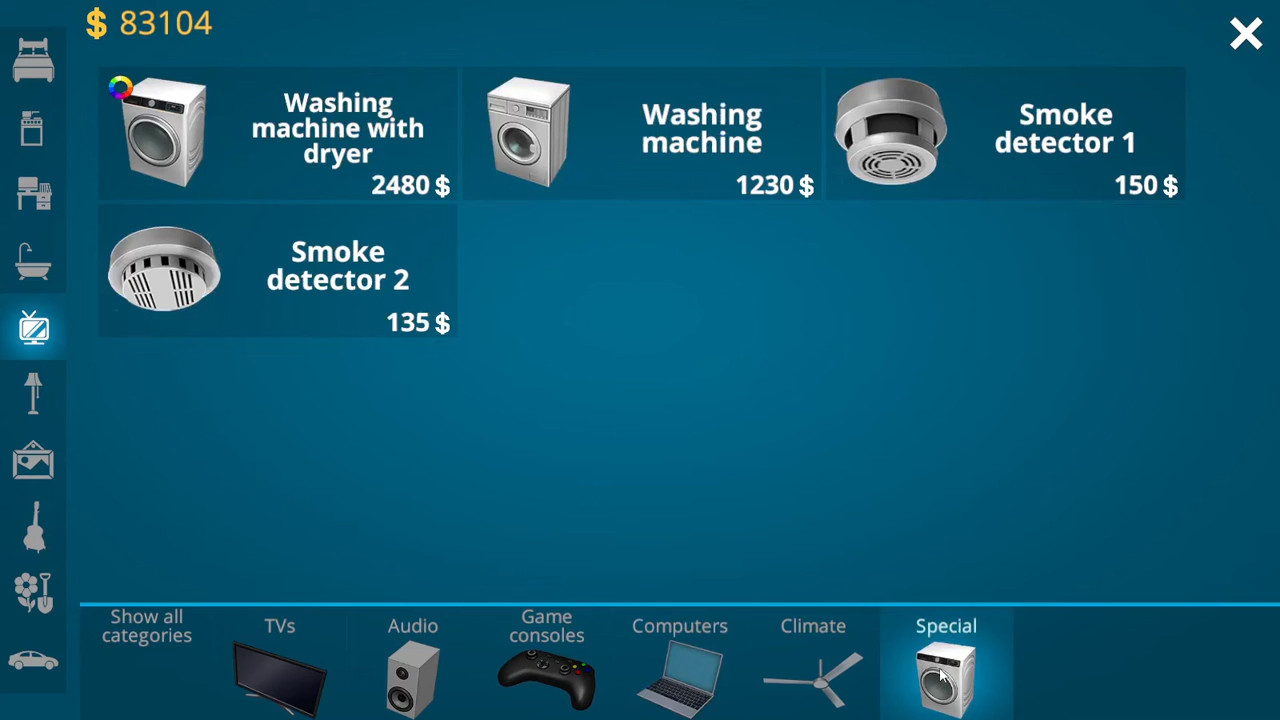 $ 83104
Washing
machine with
dryer
2480 $
Washing
machine
1230 $
Smoke
detector 1
150 $
Smoke
detector 2
135 $
Show all
categories
TVs
Audio
Game
consoles
Computers
Climate
Special